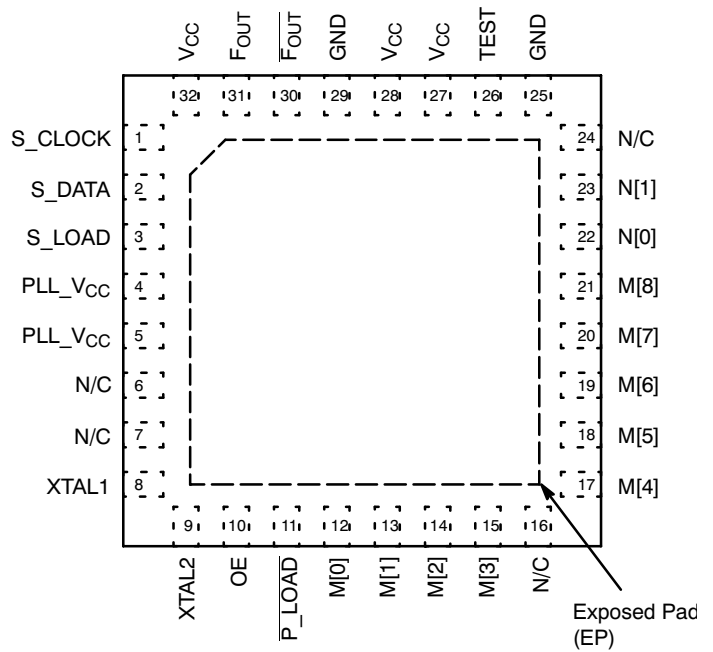 VCC
FOUT
FOUT
GND
VCC
VCC
TEST
GND
32 31 30 29 28 27 26 25
S_CLOCK 1
S_DATA 2
S_LOAD 3
PLL_VCC 4
PLL_VCC 5
N/C 6
N/C 7
XTAL1 8
24 N/C
23 N[1]
22 N[0]
21 M[8]
20 M[7]
19 M[6]
18 M[5]
17 M[4]
9 10 11 12 13 14 15 16
XTAL2
OE
P_LOAD
M[0]
M[1]
M[2]
M[3]
N/C
Exposed Pad
(EP)